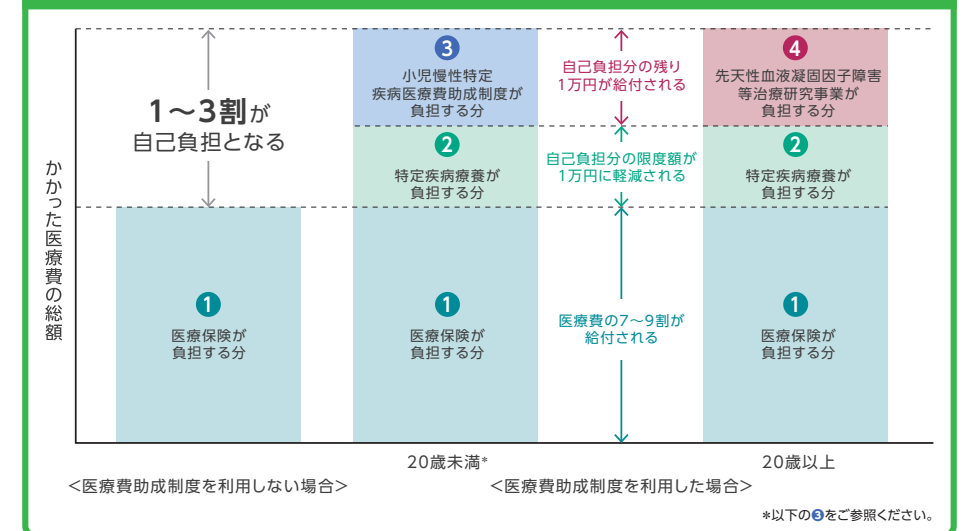 かかった医療費の総額
1～3割が
自己負担となる
❶
医療保険が
負担する分
❸
小児慢性特定
疾病医療費助成制度が
負担する分
❷
特定疾病療養が
負担する分
❶
医療保険が
負担する分
自己負担分の残り
1万円が給付される
自己負担分の限度額が
1万円に軽減される
医療費の7～9割が
給付される
❹
先天性血液凝固因子障害
等治療研究事業が
負担する分
❷
特定疾病療養が
負担する分
❶
医療保険が
負担する分
20歳未満*
20歳以上
＜医療費助成制度を利用しない場合＞
＜医療費助成制度を利用した場合＞
*以下の❸をご参照ください。